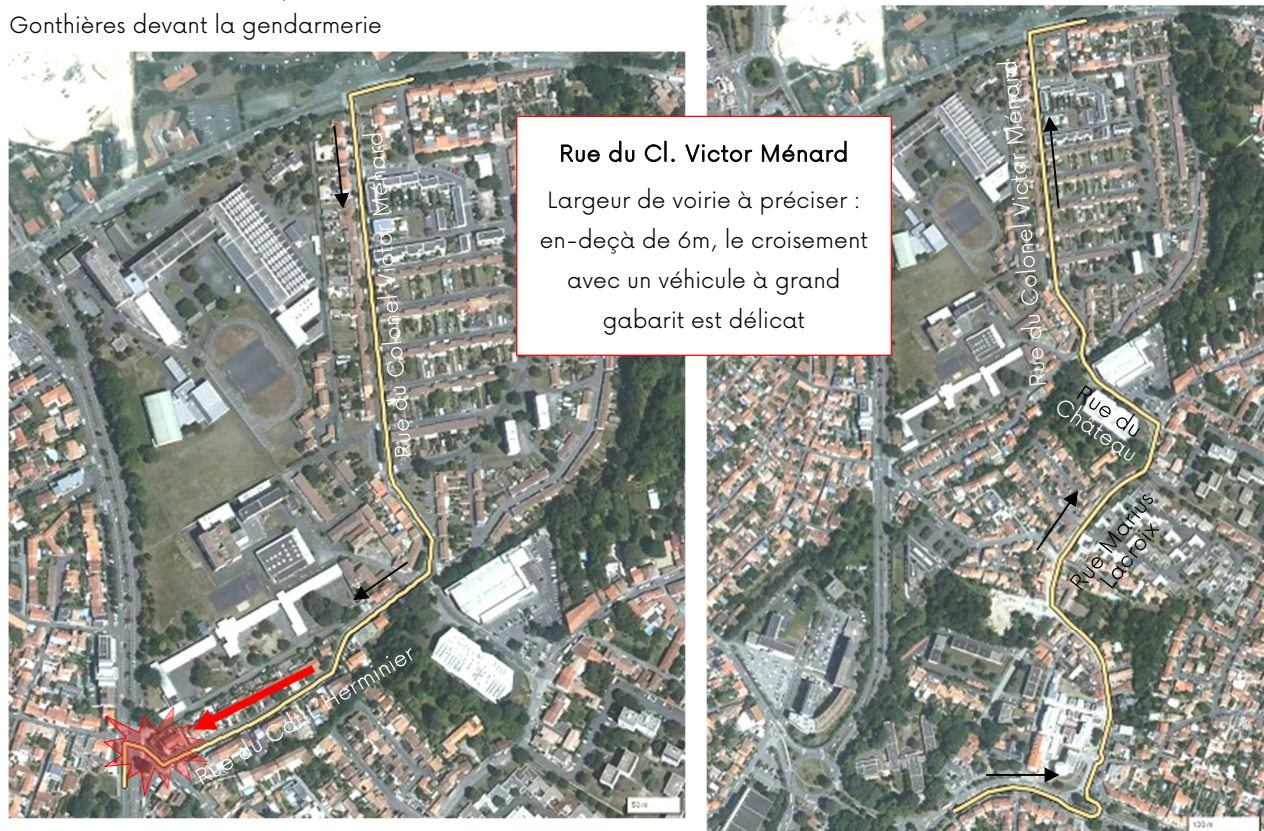 Gonthières devant la gendarmerie
Rue du Colonel Victor Ménard
Rue du Cdt L'Herminier
50 m
Rue du Cl. Victor Ménard
Largeur de voirie à préciser :
en-deçà de 6m, le croisement
avec un véhicule à grand
gabarit est délicat
Rue du Colonel Victor Ménard
Rue du
Château
Rue Marius
Lacroix
100 m